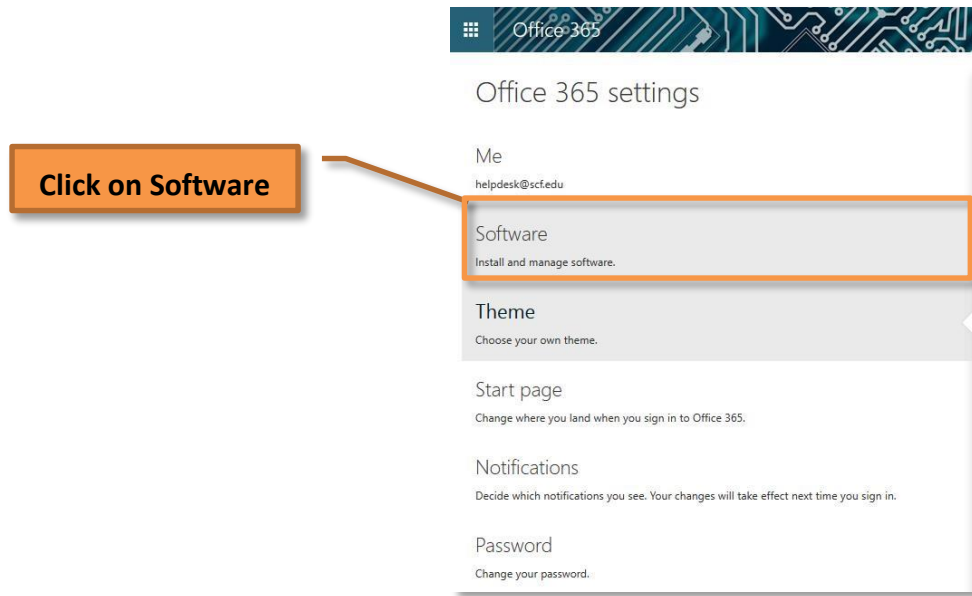 Office 365
Office 365 settings
Me
helpdesk@scf.edu
Click on Software
Software
Install and manage software.
Theme
Choose your own theme.
Start page
Change where you land when you sign in to Office 365.
Notifications
Decide which notifications you see. Your changes will take effect next time you sign in.
Password
Change your password.